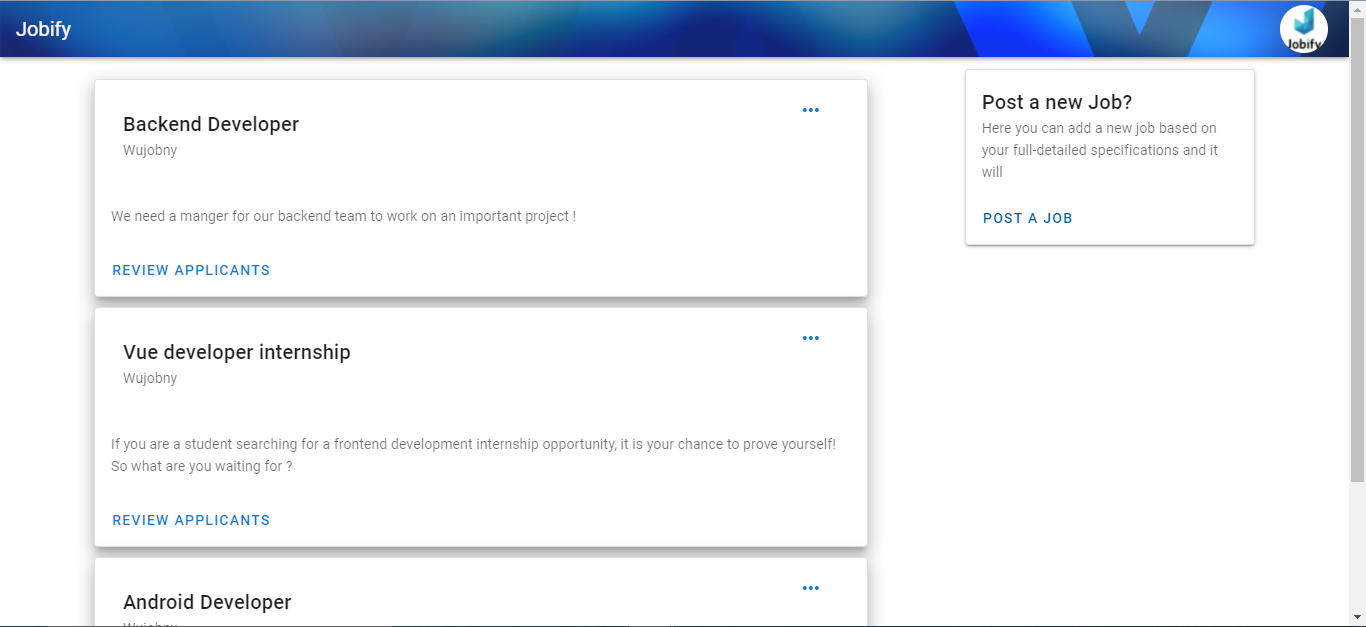 Jobify
Jobify
Backend Developer
Wujobny
We need a manger for our backend team to work on an important project !
REVIEW APPLICANTS
Vue developer internship
Wujobny
If you are a student searching for a frontend development internship opportunity, it is your chance to prove yourself!
So what are you waiting for ?
REVIEW APPLICANTS
Android Developer
Wujobny
Post a new Job?
Here you can add a new job based on
your full-detailed specifications and it
will
POST A JOB